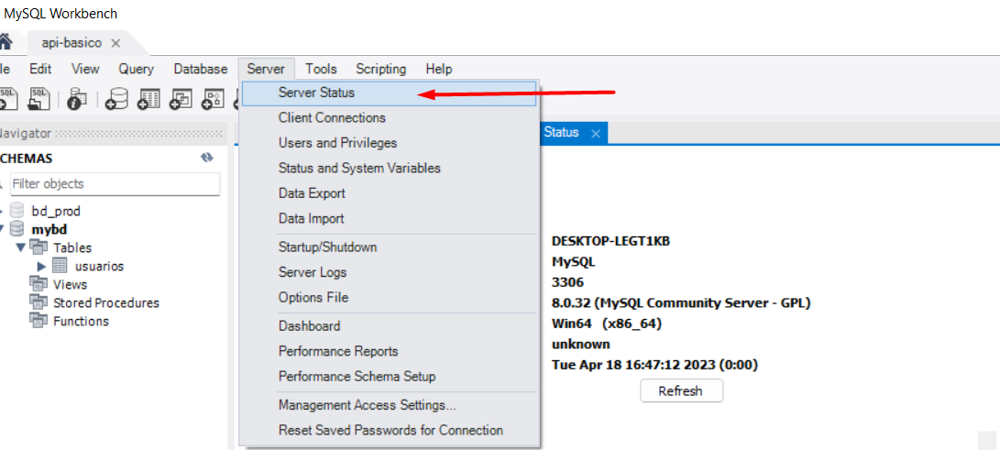 MySQL Workbench
api-basico
le Edit View Query Database Server Tools Scripting Help
SQL SQL
Server Status
Client Connections
Users and Privileges
Status and System Variables
Data Export
Data Import
Startup/Shutdown
Server Logs
Options File
Dashboard
Performance Reports
Performance Schema Setup
Management Access Settings...
Reset Saved Passwords for Connection
Navigator
CHEMAS
Filter objects
bd_prod
mybd
Tables
usuarios
Views
Stored Procedures
Functions
Status
DESKTOP-LEGT1KB
MySQL
3306
8.0.32 (MySQL Community Server - GPL)
Win64 (x86_64)
unknown
Tue Apr 18 16:47:12 2023 (0:00)
Refresh